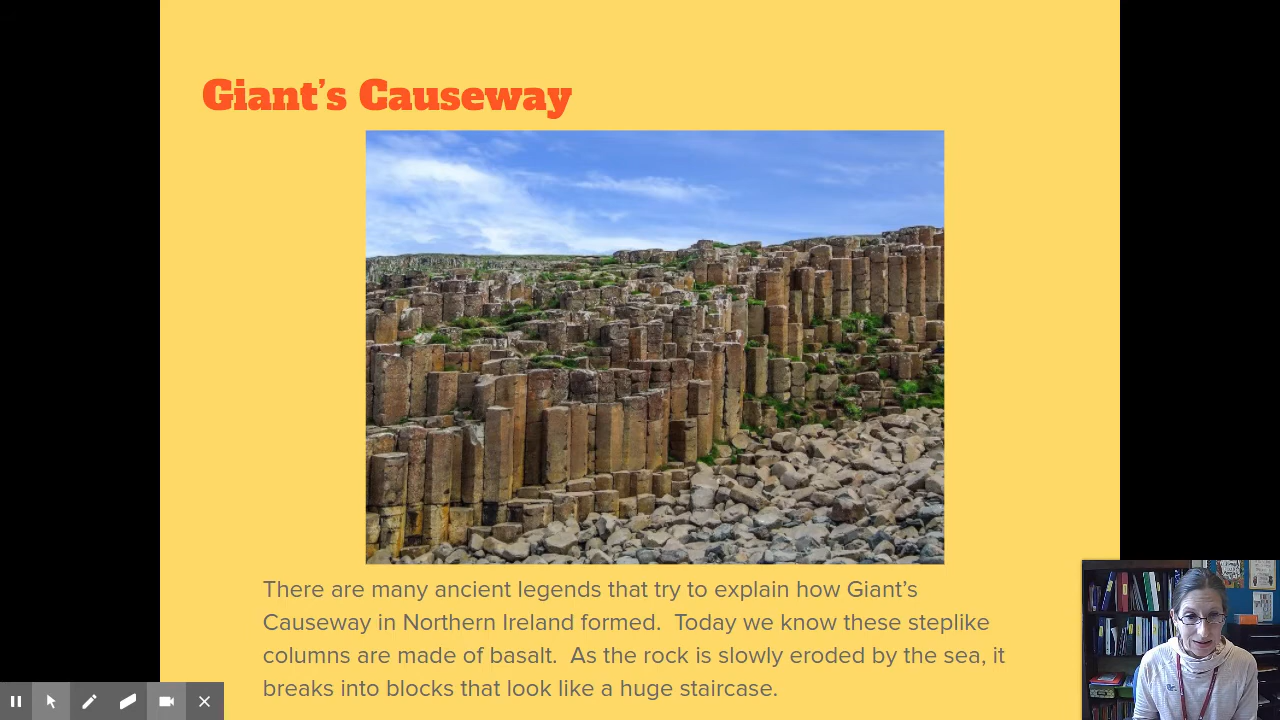 Giant’s Causeway
There are many ancient legends that try to explain how Giant’s
Causeway in Northern Ireland formed.  Today we know these steplike
columns are made of basalt.  As the rock is slowly eroded by the sea, it
breaks into blocks that look like a huge staircase.